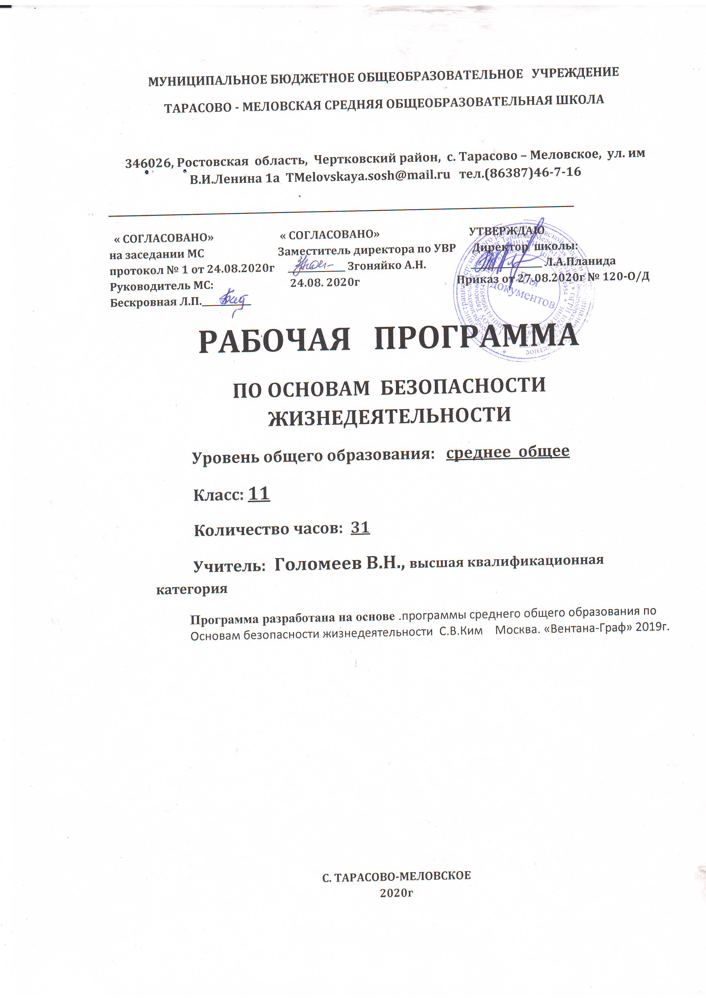 МУНИЦИПАЛЬНОЕ БЮДЖЕТНОЕ ОБЩЕОБРАЗОВАТЕЛЬНОЕ УЧРЕЖДЕНИЕ
ТАРАСОВО - МЕЛОВСКАЯ СРЕДНЯЯ ОБЩЕОБРАЗОВАТЕЛЬНАЯ ШКОЛА
346026, Ростовская область, Чертковский район, с. Тарасово – Меловское, ул. им
В.И.Ленина 1а TMelovskaya.sosh@mail.ru тел.(86387)46-7-16
« СОГЛАСОВАНО»
на заседании МС
протокол № 1 от 24.08.2020г
Руководитель МС:
Бескровная Л.П.
« СОГЛАСОВАНО»
Заместитель директора по УВР
Згоняйко А.Н.
24.08. 2020г
УТВЕРЖДАЮ
Директор школы:
Л.А.Планида
Приказ от 27.08.2020г № 120-О/Д
Для
документов
РАБОЧАЯ ПРОГРАММА
ПО ОСНОВАМ БЕЗОПАСНОСТИ
ЖИЗНЕДЕЯТЕЛЬНОСТИ
Уровень общего образования: среднее общее
Класс: 11
Количество часов: 31
Учитель: Голомеев В.Н., высшая квалификационная
категория
Программа разработана на основе .программы среднего общего образования по
Основам безопасности жизнедеятельности С.В.Ким Москва. «Вентана-Граф» 2019г.
С. ТАРАСОВО-МЕЛОВСКОЕ
2020г